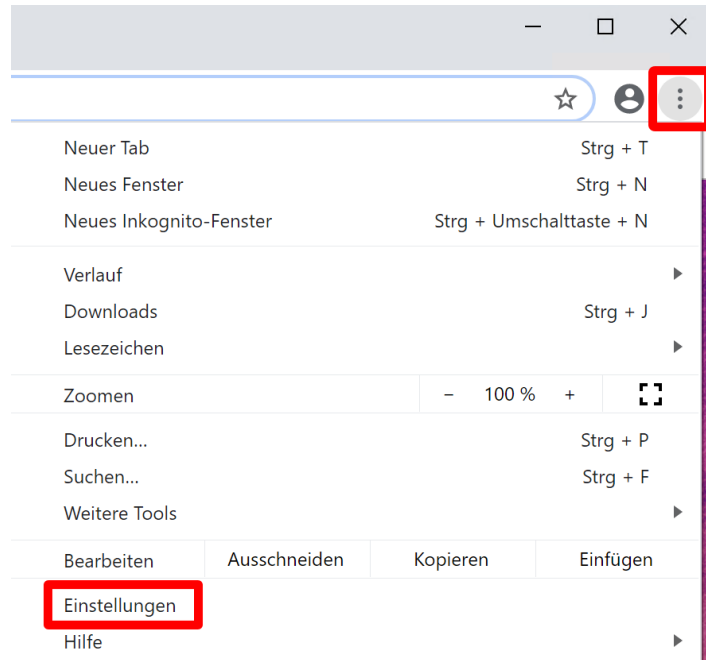 Neuer Tab Strg + T
Neues Fenster Strg + N
Neues Inkognito-Fenster Strg + Umschalttaste + N
Verlauf
Downloads Strg + J
Lesezeichen
Zoomen − 100 % +
Drucken... Strg + P
Suchen... Strg + F
Weitere Tools
Bearbeiten Ausschneiden Kopieren Einfügen
Einstellungen
Hilfe